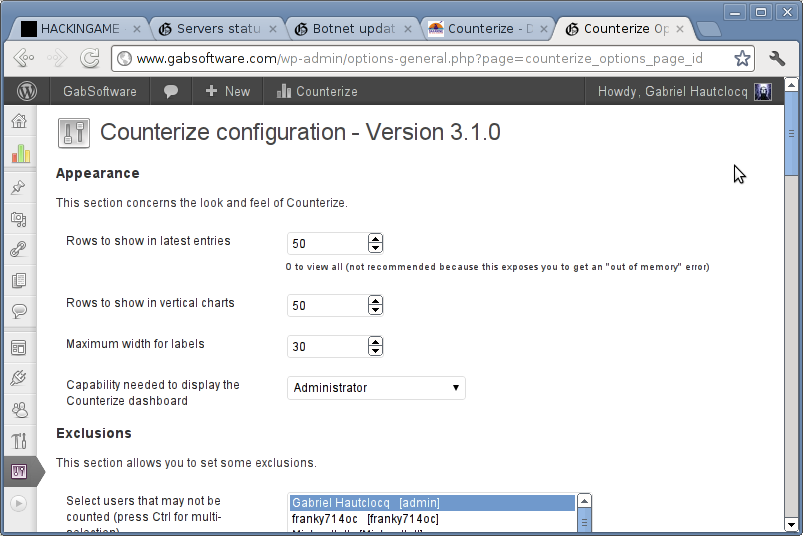 HACKINGAME
Servers statu
Botnet updat
Counterize - D
Counterize Op
www.gabsoftware.com/wp-admin/options-general.php?page=counterize_options_page_id
GabSoftware
New
Counterize
Howdy, Gabriel Hautclocq
Counterize configuration - Version 3.1.0
Appearance
This section concerns the look and feel of Counterize.
Rows to show in latest entries
50
0 to view all (not recommended because this exposes you to get an "out of memory" error)
Rows to show in vertical charts
50
Maximum width for labels
30
Capability needed to display the
Counterize dashboard
Administrator
Exclusions
This section allows you to set some exclusions.
Select users that may not be
counted (press Ctrl for multi-
selection)
Gabriel Hautclocq [admin]
franky714oc [franky714oc]